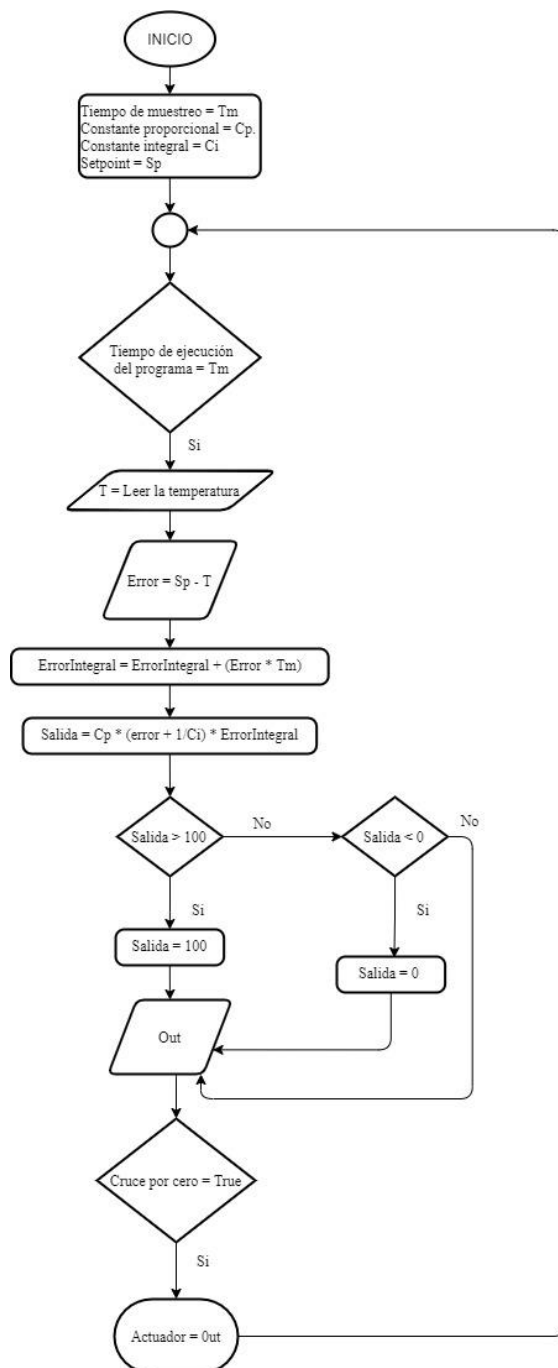 INICIO
Tiempo de muestreo = Tm
Constante proporcional = Cp.
Constante integral = Ci
Setpoint = Sp
Tiempo de ejecución
del programa = Tm
Si
T = Leer la temperatura
Error = Sp - T
ErrorIntegral = ErrorIntegral + (Error * Tm)
Salida = Cp * (error + 1/Ci) * ErrorIntegral
Salida > 100
No
Salida < 0
No
Si
Si
Salida = 100
Salida = 0
Out
Cruce por cero = True
Si
Actuador = 0ut